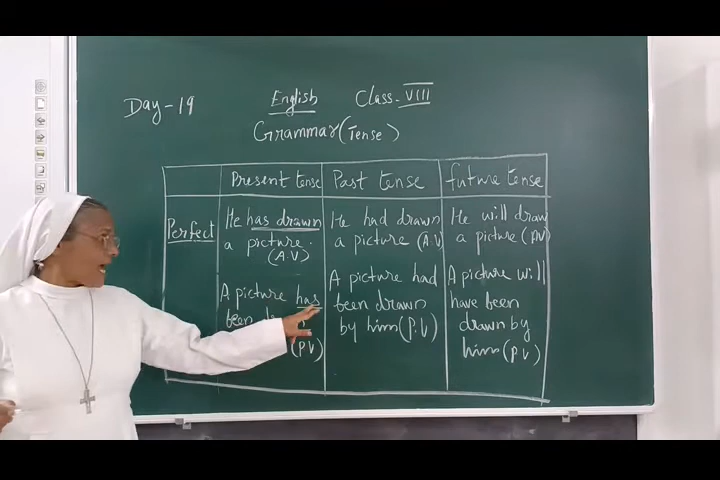 Day-19
English
Class-VIII
Grammar(Tense)
Present tense
Past tense
future tense
Perfect
He has drawn
a picture.
(A.V)
He had drawn
a picture (A.V
He will draw
a picture (AV)
A picture has
been
(P.V)
A picture had
been drawn
by him (P.V)
A picture will
have been
drawn by
him (P.V)